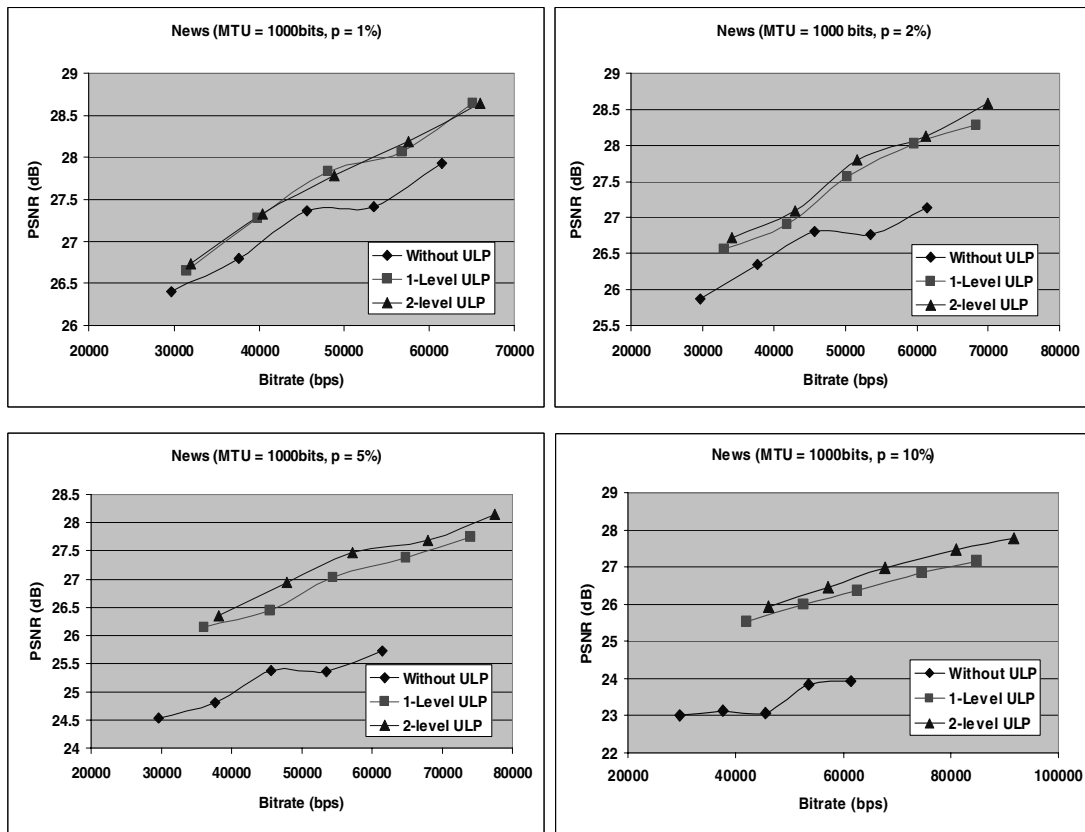 News (MTU = 1000bits, p = 1%)
PSNR (dB)
29
28.5
28
27.5
27
26.5
26
20000 30000 40000 50000 60000 70000
Bitrate (bps)
Without ULP
1-Level ULP
2-level ULP
News (MTU = 1000 bits, p = 2%)
PSNR (dB)
29
28.5
28
27.5
27
26.5
26
25.5
20000 30000 40000 50000 60000 70000 80000
Bitrate (bps)
Without ULP
1-Level ULP
2-level ULP
News (MTU = 1000bits, p = 5%)
PSNR (dB)
28.5
28
27.5
27
26.5
26
25.5
25
24.5
24
20000 30000 40000 50000 60000 70000 80000
Bitrate (bps)
Without ULP
1-Level ULP
2-level ULP
News (MTU = 1000bits, p = 10%)
PSNR (dB)
29
28
27
26
25
24
23
22
20000 40000 60000 80000 100000
Bitrate (bps)
Without ULP
1-Level ULP
2-level ULP